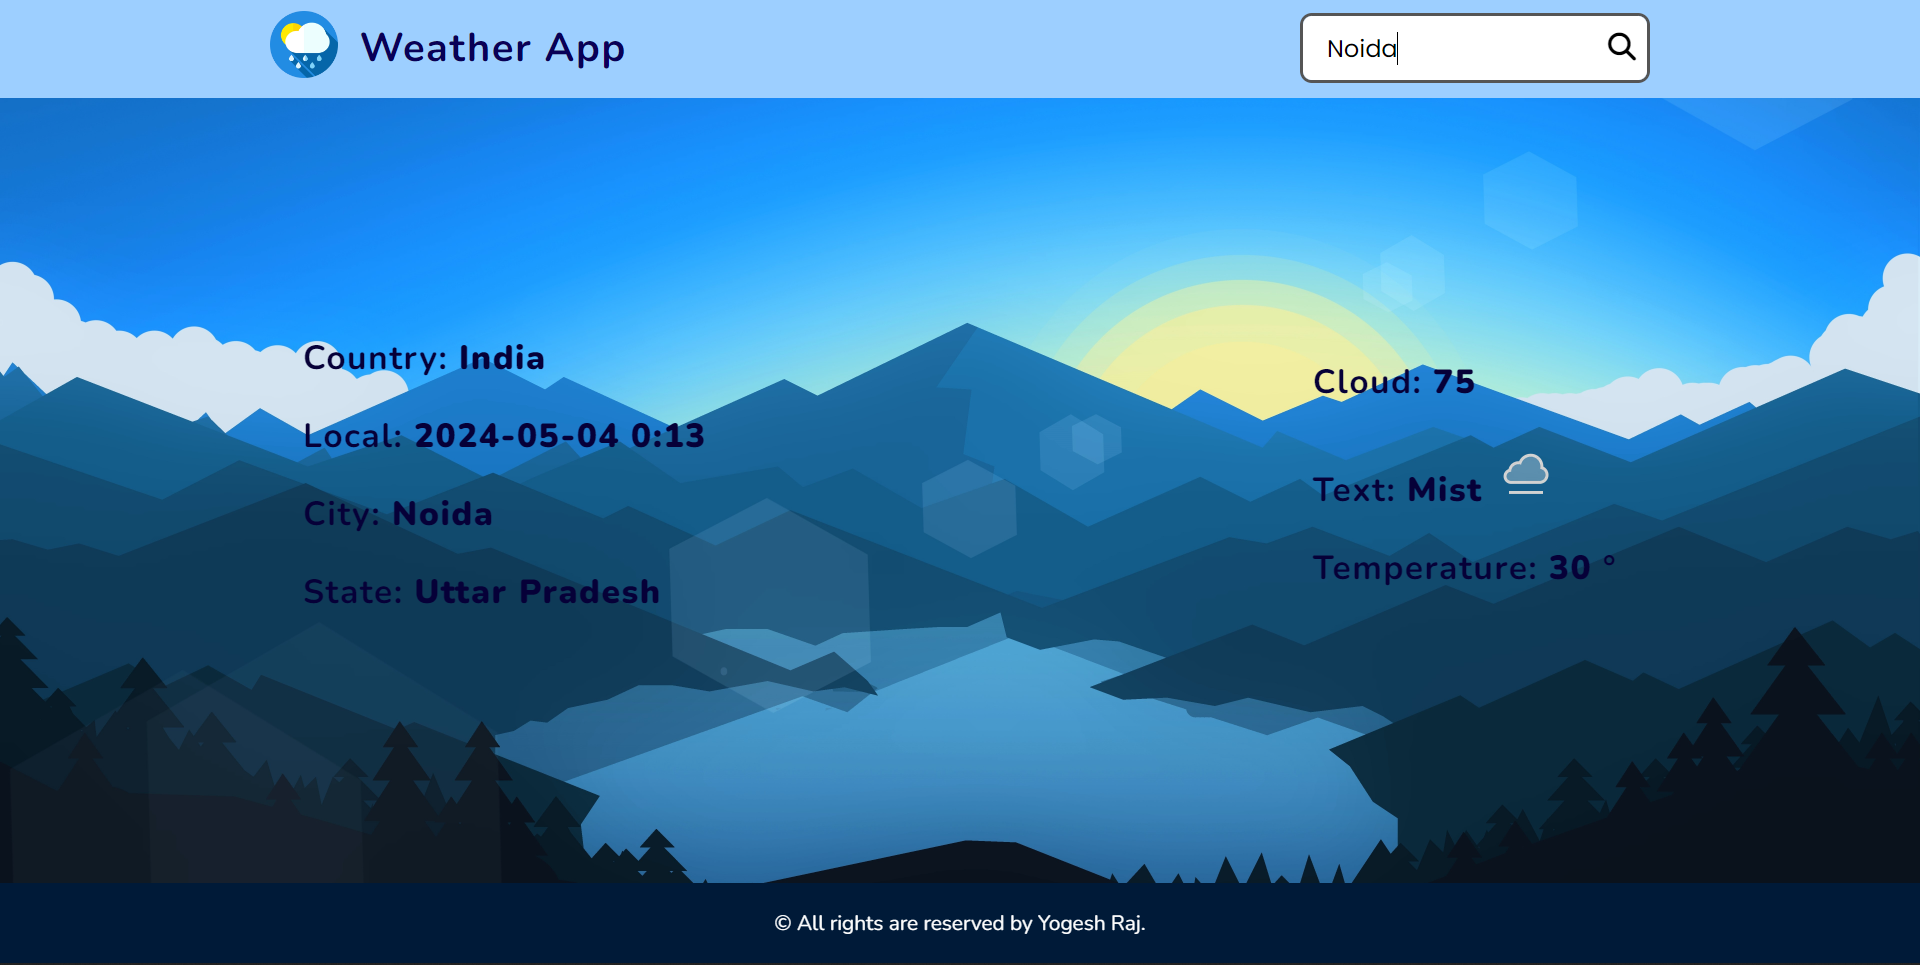 Weather App
Noida
Country: India
Local: 2024-05-04 0:13
City: Noida
State: Uttar Pradesh
Cloud: 75
Text: Mist
Temperature: 30 °
© All rights are reserved by Yogesh Raj.